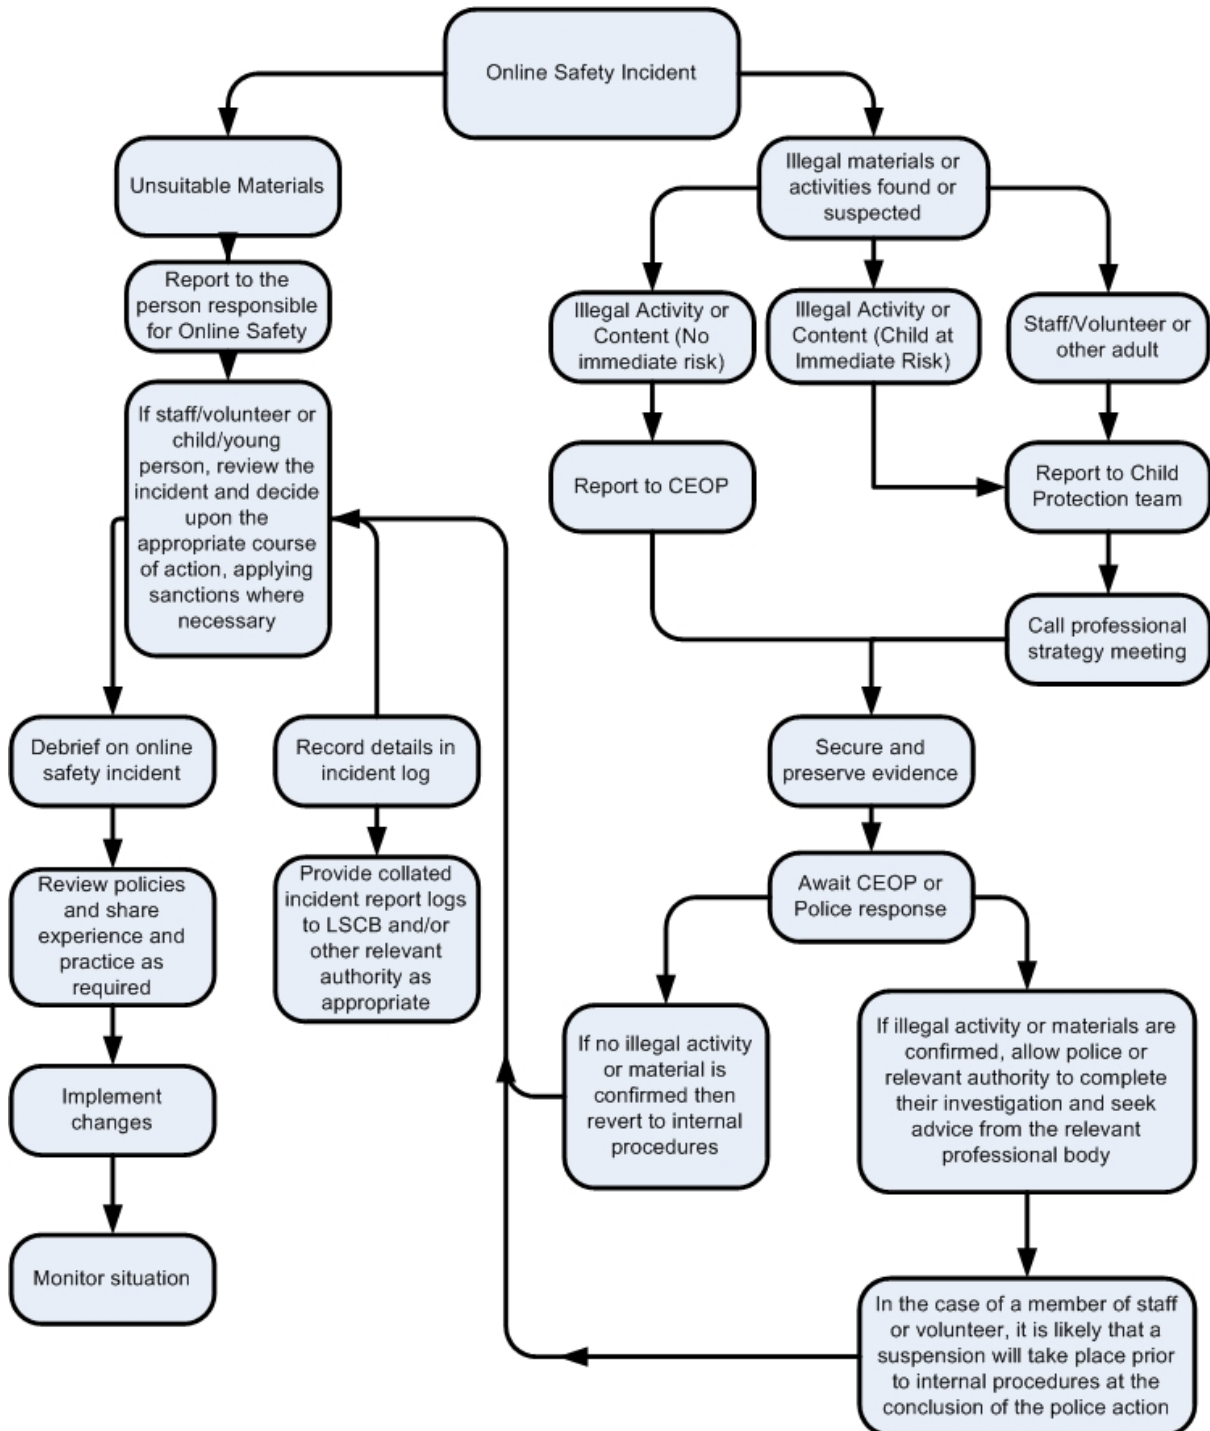 Online Safety Incident
Unsuitable Materials
Report to the
person responsible
for Online Safety
If staff/volunteer or
child/young
person, review the
incident and decide
upon the
appropriate course
of action, applying
sanctions where
necessary
Debrief on online
safety incident
Review policies
and share
experience and
practice as
required
Implement
changes
Monitor situation
Record details in
incident log
Provide collated
incident report logs
to LSCB and/or
other relevant
authority as
appropriate
Illegal materials or
activities found or
suspected
Illegal Activity or
Content (No
immediate risk)
Illegal Activity or
Content (Child at
Immediate Risk)
Staff/Volunteer or
other adult
Report to CEOP
Report to Child
Protection team
Call professional
strategy meeting
Secure and
preserve evidence
Await CEOP or
Police response
If no illegal activity
or material is
confirmed then
revert to internal
procedures
If illegal activity or materials are
confirmed, allow police or
relevant authority to complete
their investigation and seek
advice from the relevant
professional body
In the case of a member of staff
or volunteer, it is likely that a
suspension will take place prior
to internal procedures at the
conclusion of the police action